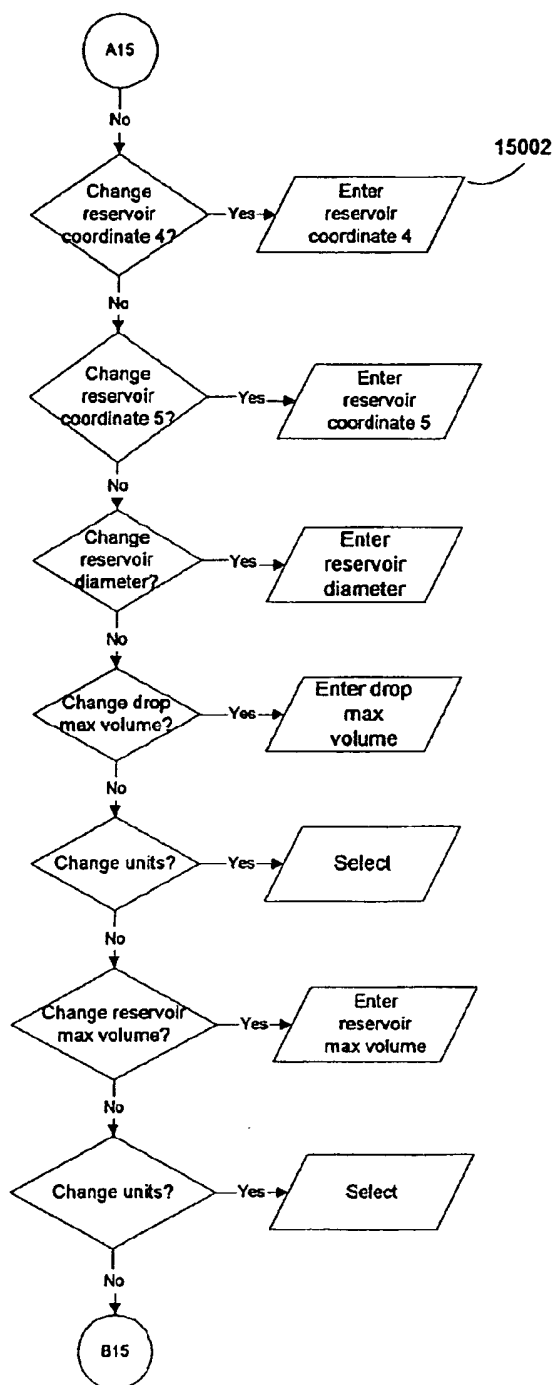 A15
No
15002
Change
reservoir
coordinate 4?
Yes
Enter
reservoir
coordinate 4
No
Change
reservoir
coordinate 5?
Yes
Enter
reservoir
coordinate 5
No
Change
reservoir
diameter?
Yes
Enter
reservoir
diameter
No
Change drop
max volume?
Yes
Enter drop
max
volume
No
Change units?
Yes
Select
No
Change reservoir
max volume?
Yes
Enter
reservoir
max volume
No
Change units?
Yes
Select
No
B15